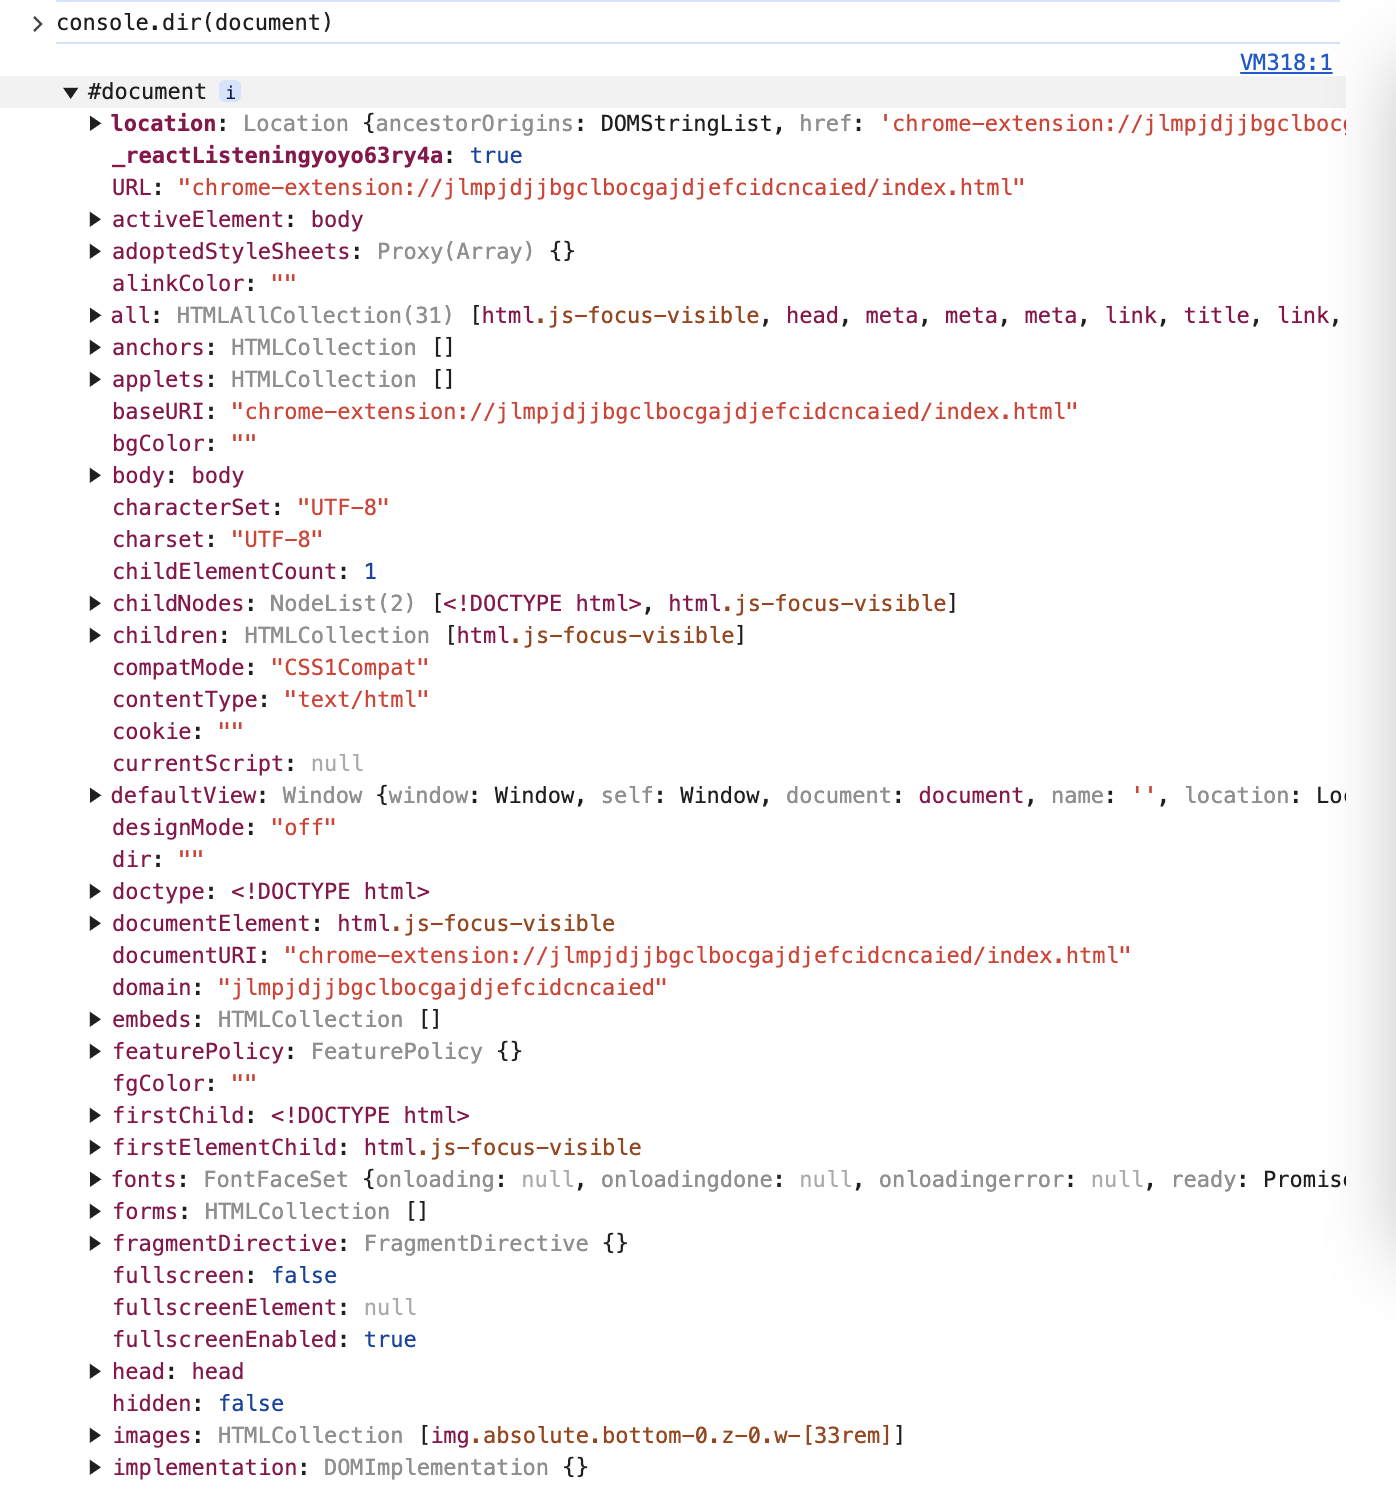 console.dir(document)
VM318:1
#document i
location: Location {ancestorOrigins: DOMStringList, href: 'chrome-extension://jlmpjdjjbgclbocg
_reactListeningyoyo63ry4a: true
URL: "chrome-extension://jlmpjdjjbgclbocgajdjefcidcncaied/index.html"
activeElement: body
adoptedStyleSheets: Proxy(Array) {}
alinkColor: ""
all: HTMLAllCollection(31) [html.js-focus-visible, head, meta, meta, meta, link, title, link,
anchors: HTMLCollection []
applets: HTMLCollection []
baseURI: "chrome-extension://jlmpjdjjbgclbocgajdjefcidcncaied/index.html"
bgColor: ""
body: body
characterSet: "UTF-8"
charset: "UTF-8"
childElementCount: 1
childNodes: NodeList(2) [<!DOCTYPE html>, html.js-focus-visible]
children: HTMLCollection [html.js-focus-visible]
compatMode: "CSS1Compat"
contentType: "text/html"
cookie: ""
currentScript: null
defaultView: Window {window: Window, self: Window, document: document, name: '', location: Loc
designMode: "off"
dir: ""
doctype: <!DOCTYPE html>
documentElement: html.js-focus-visible
documentURI: "chrome-extension://jlmpjdjjbgclbocgajdjefcidcncaied/index.html"
domain: "jlmpjdjjbgclbocgajdjefcidcncaied"
embeds: HTMLCollection []
featurePolicy: FeaturePolicy {}
fgColor: ""
firstChild: <!DOCTYPE html>
firstElementChild: html.js-focus-visible
fonts: FontFaceSet {onloading: null, onloadingdone: null, onloadingerror: null, ready: Promise
forms: HTMLCollection []
fragmentDirective: FragmentDirective {}
fullscreen: false
fullscreenElement: null
fullscreenEnabled: true
head: head
hidden: false
images: HTMLCollection [img.absolute.bottom-0.z-0.w-[33rem]]
implementation: DOMImplementation {}